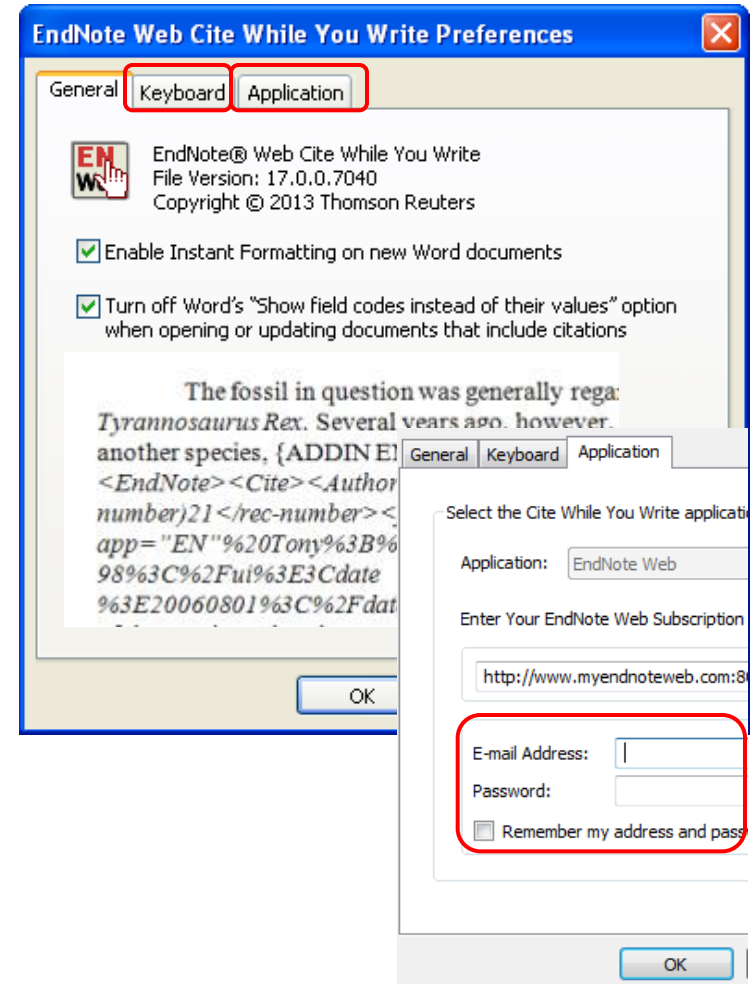 EndNote Web Cite While You Write Preferences
General Keyboard Application
EN
W
EndNote® Web Cite While You Write
File Version: 17.0.0.7040
Copyright © 2013 Thomson Reuters
Enable Instant Formatting on new Word documents
Turn off Word's "Show field codes instead of their values" option
when opening or updating documents that include citations
The fossil in question was generally
Tyrannosaurus Rex. Several years ago, however,
another species, {ADDIN
<EndNote><Cite><Author
number)21</rec-number><
app="EN"%20Tony%3B%
98%3C%2Fui%3E3Cdate
%3E20060801%3C%2Fdat
OK
General Keyboard Application
Select the Cite While You Write
Application: EndNote Web
Enter Your EndNote Web Subscription
http://www.myendnoteweb.com:
E-mail Address:
Password:
Remember my address and
OK